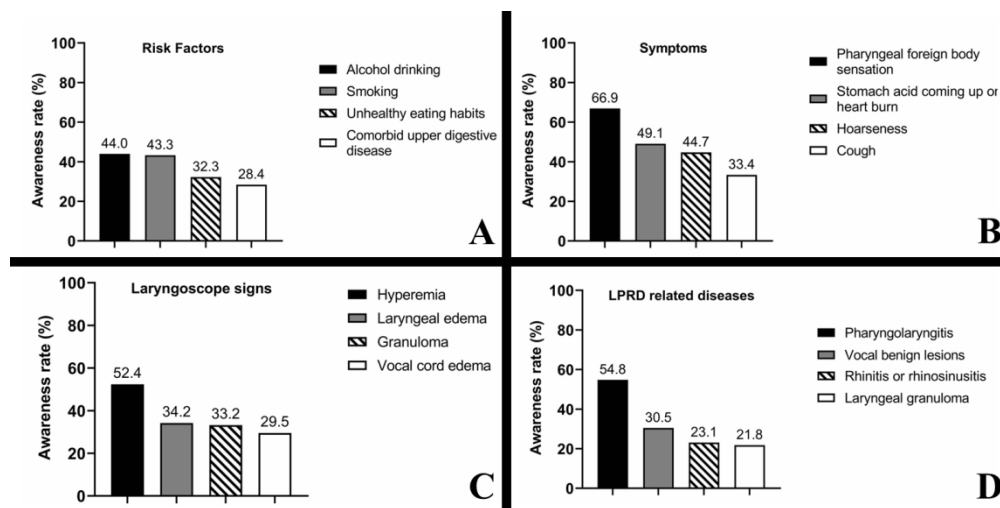 Risk Factors
Awareness rate (%)
100
80
60
40
20
0
44.0
43.3
32.3
28.4
Alcohol drinking
Smoking
Unhealthy eating habits
Comorbid upper digestive
disease
A
Symptoms
Awareness rate (%)
100
80
60
40
20
0
66.9
49.1
44.7
33.4
Pharyngeal foreign body
sensation
Stomach acid coming up or
heart burn
Hoarseness
Cough
B
Laryngoscope signs
Awareness rate (%)
100
80
60
40
20
0
52.4
34.2
33.2
29.5
Hyperemia
Laryngeal edema
Granuloma
Vocal cord edema
C
LPRD related diseases
Awareness rate (%)
100
80
60
40
20
0
54.8
30.5
23.1
21.8
Pharyngolaryngitis
Vocal benign lesions
Rhinitis or rhinosinusitis
Laryngeal granuloma
D